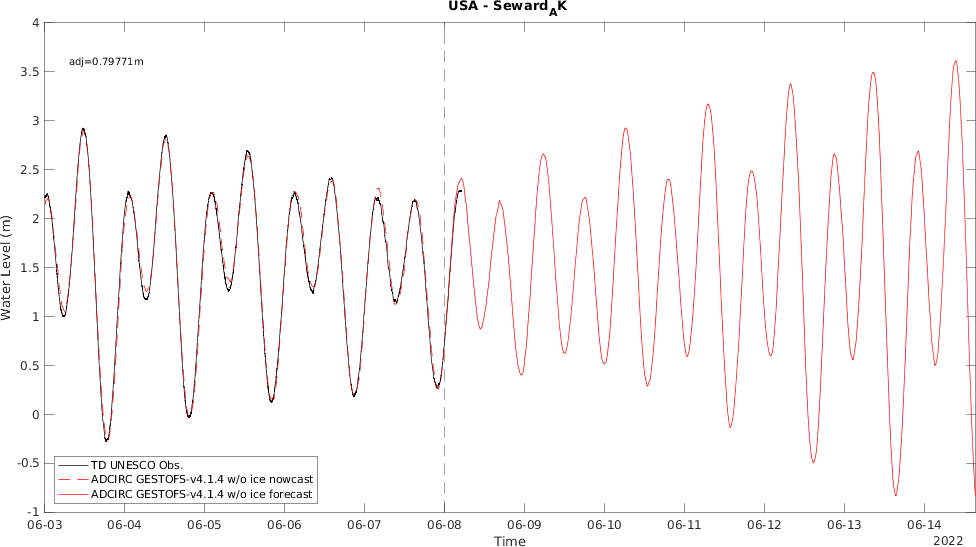 USA - Seward_AK
adj=0.79771m
Water Level (m)
4
3.5
3
2.5
2
1.5
1
0.5
0
-0.5
-1
TD UNESCO Obs.
ADCIRC GESTOFS-v4.1.4 w/o ice nowcast
ADCIRC GESTOFS-v4.1.4 w/o ice forecast
06-03 06-04 06-05 06-06 06-07 06-08 06-09 06-10 06-11 06-12 06-13 06-14
Time
2022